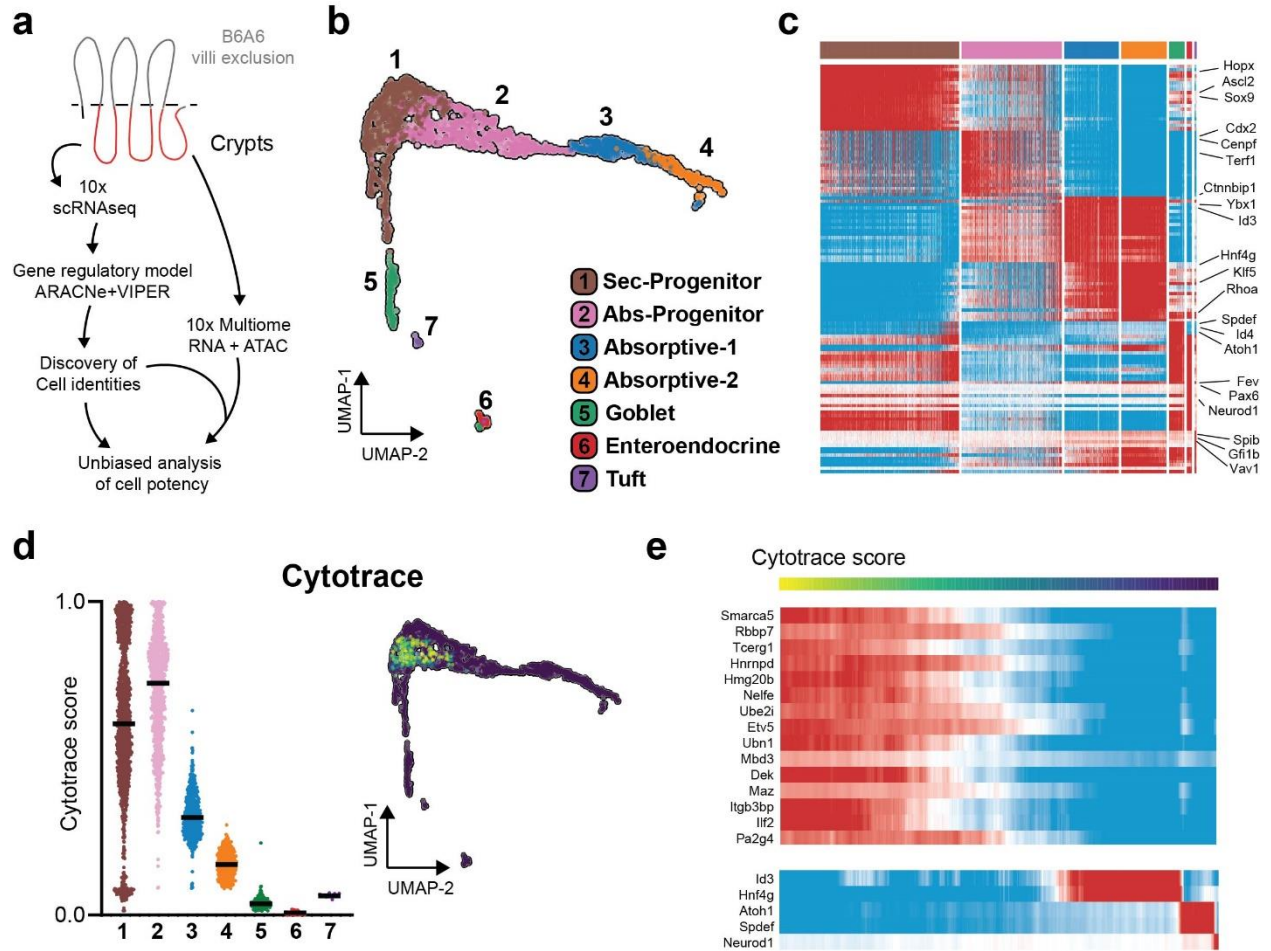 a
B6A6
villi exclusion
Crypts
10x
scRNAseq
Gene regulatory model
ARACNe+VIPER
10x Multiome
RNA + ATAC
Discovery of
Cell identities
Unbiased analysis
of cell potency
b
1
2
3
4
5
7
6
UMAP-1
UMAP-2
1 Sec-Progenitor
2 Abs-Progenitor
3 Absorptive-1
4 Absorptive-2
5 Goblet
6 Enteroendocrine
7 Tuft
c
Hopx
Ascl2
Sox9
Cdx2
Cenpf
Terf1
Ctnnbip1
Ybx1
Id3
Hnf4g
Klf5
Rhoa
Spdef
Id4
Atoh1
Fev
Pax6
Neurod1
Spib
Gfi1b
Vav1
d
Cytotrace
1.0
Cytotrace score
0.0
1 2 3 4 5 6 7
UMAP-1
UMAP-2
e
Cytotrace score
Smarca5
Rbbp7
Tcerg1
Hnrnpd
Hmg20b
Nelfe
Ube2i
Etv5
Ubn1
Mbd3
Dek
Maz
Itgb3bp
Ilf2
Pa2g4
Id3
Hnf4g
Atoh1
Spdef
Neurod1